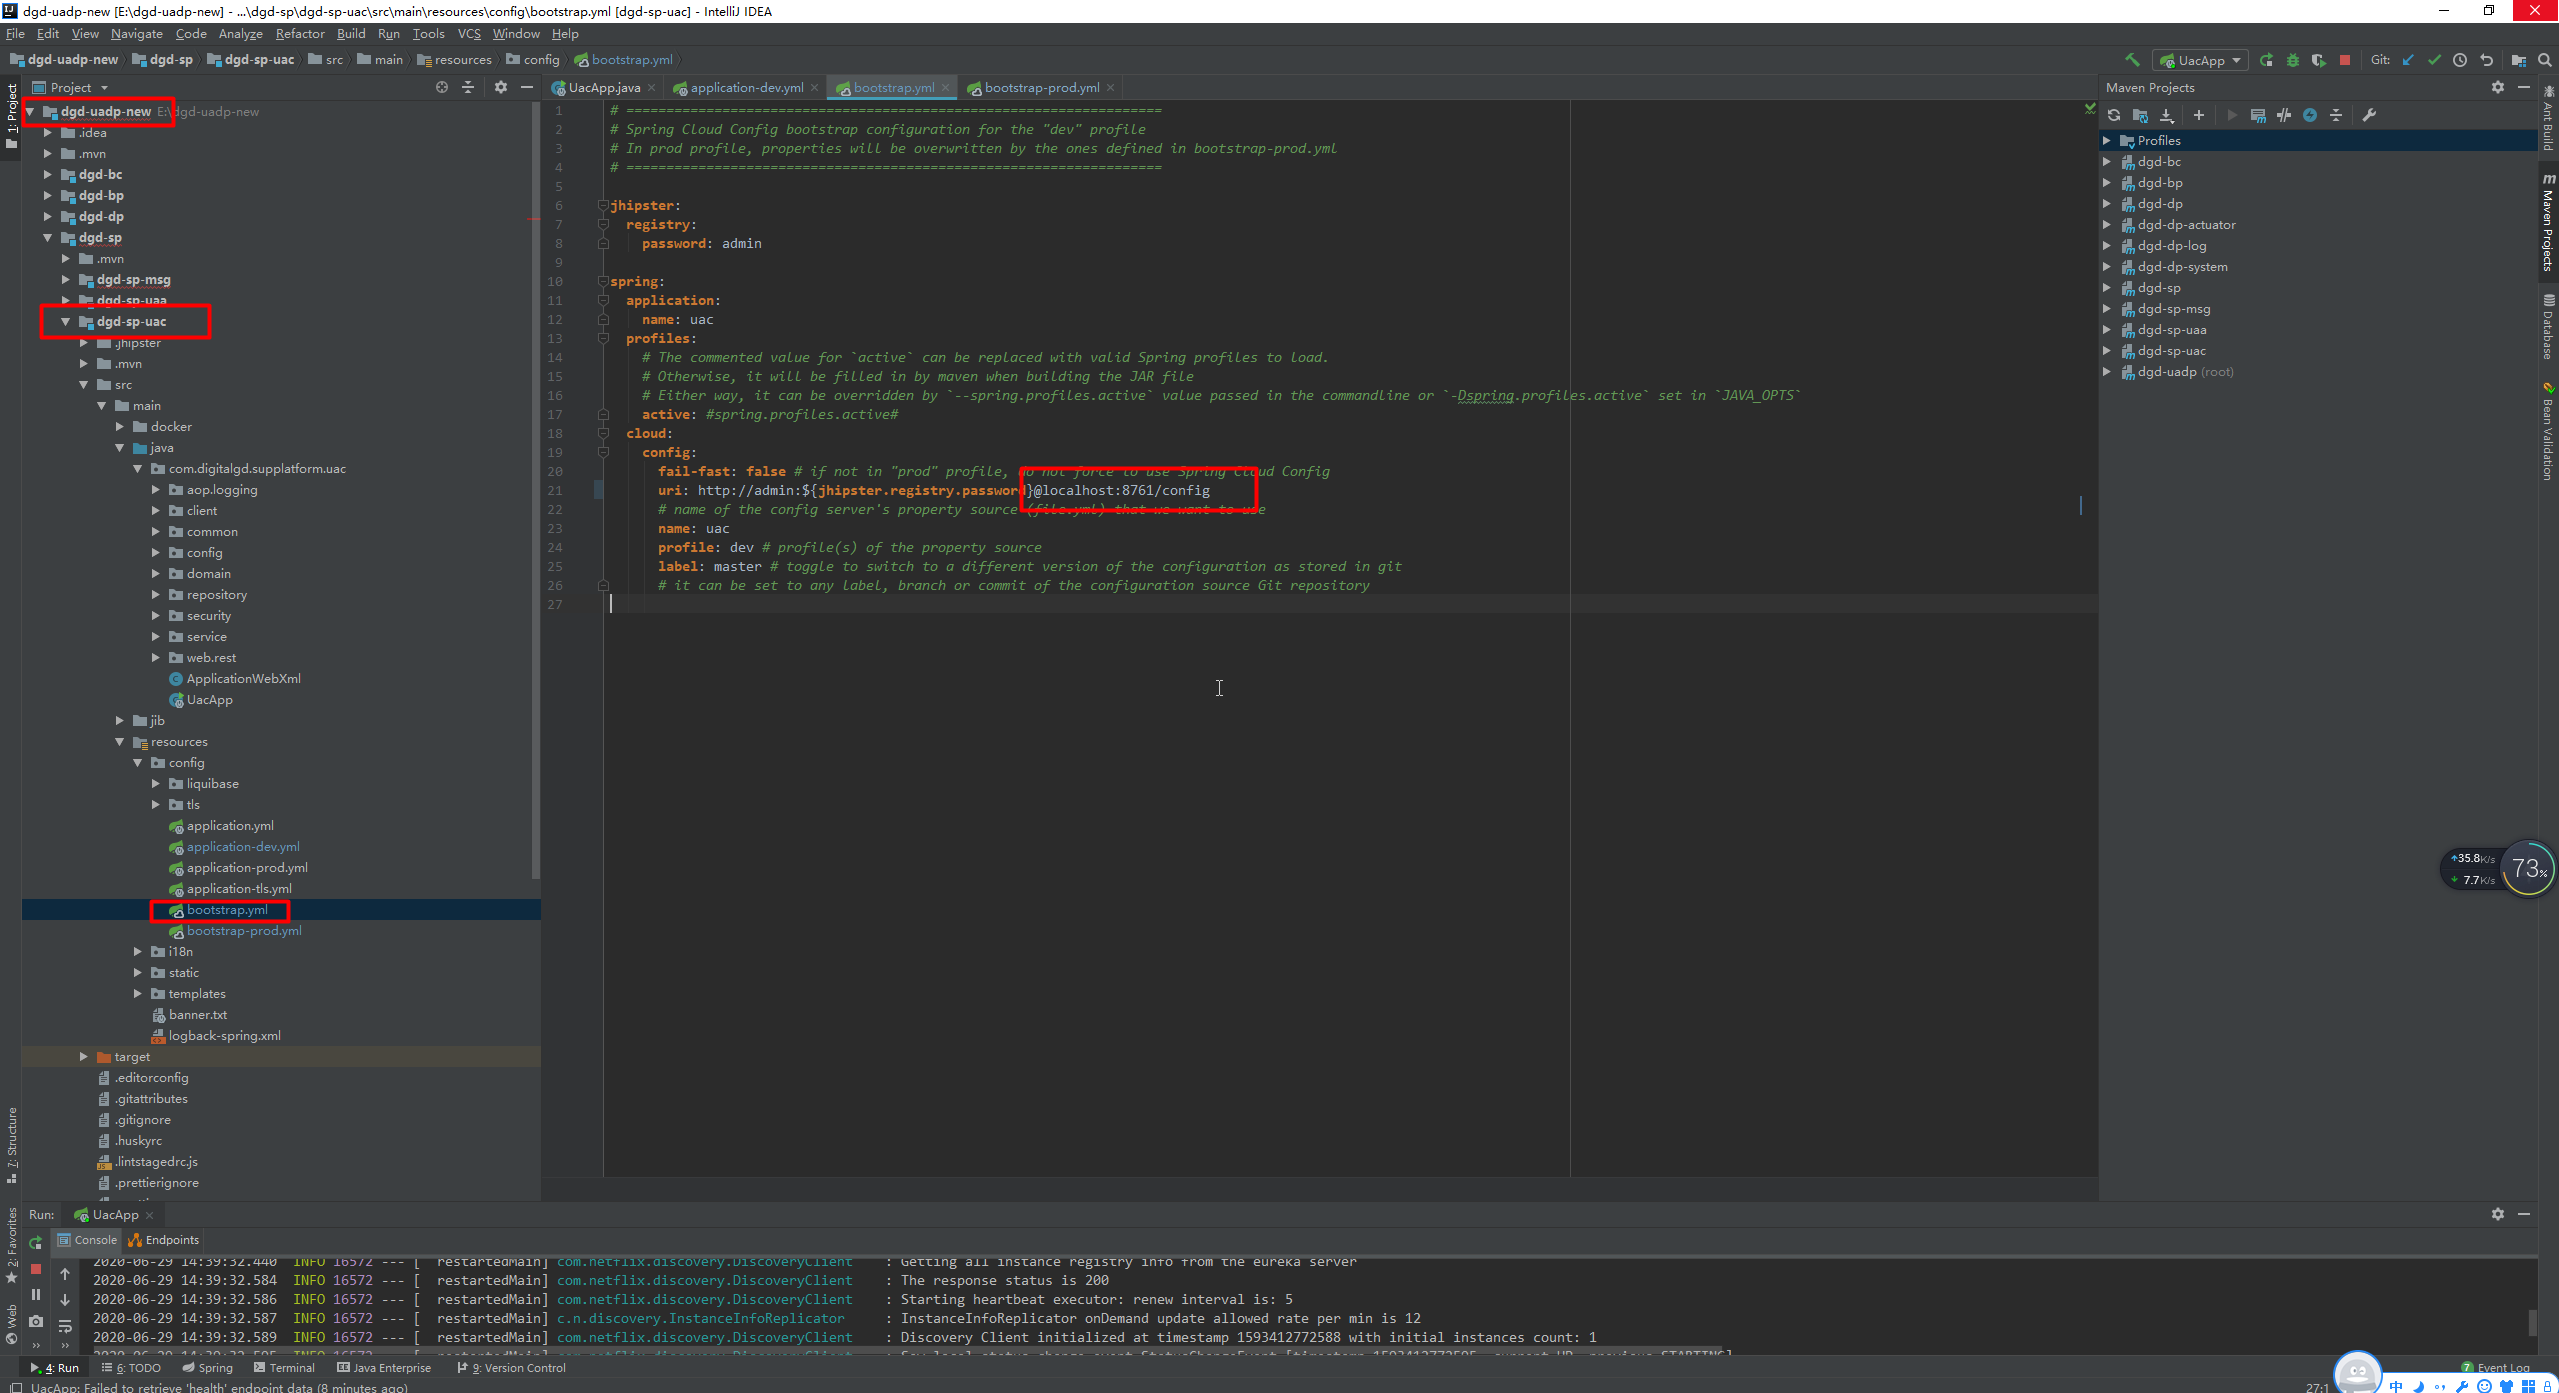 dgd-uadp-new [E:\dgd-uadp-new] - ...\dgd-sp\dgd-sp-uac\src\main\resources\config\bootstrap.yml [dgd-sp-uac] - IntelliJ IDEA
File Edit View Navigate Code Analyze Refactor Build Run Tools VCS Window Help
dgd-uadp-new dgd-sp dgd-sp-uac src main resources config bootstrap.yml
UacApp Git:
1: Project
7: Structure
2: Favorites
Web
Project
dgd-uadp-new E:\dgd-uadp-new
.idea
.mvn
dgd-bc
dgd-bp
dgd-dp
dgd-sp
.mvn
dgd-sp-msg
dgd-sp-uaa
dgd-sp-uac
.jhipster
.mvn
src
main
docker
java
com.digitalgd.supplatform.uac
aop.logging
client
common
config
domain
repository
security
service
web.rest
ApplicationWebXml
UacApp
jib
resources
config
liquibase
tls
application.yml
application-dev.yml
application-prod.yml
application-tls.yml
bootstrap.yml
bootstrap-prod.yml
i18n
static
templates
banner.txt
logback-spring.xml
target
.editorconfig
.gitattributes
.gitignore
.huskyrc
.lintstagedrc.js
.prettierignore
UacApp.java application-dev.yml bootstrap.yml bootstrap-prod.yml
1 # ===================================================================
2 # Spring Cloud Config bootstrap configuration for the "dev" profile
3 # In prod profile, properties will be overwritten by the ones defined in bootstrap-prod.yml
4 # ===================================================================
5
6 jhipster:
7 registry:
8 password: admin
9
10 spring:
11 application:
12 name: uac
13 profiles:
14 # The commented value for `active` can be replaced with valid Spring profiles to load.
15 # Otherwise, it will be filled in by maven when building the JAR file
16 # Either way, it can be overridden by `--spring.profiles.active` value passed in the commandline or `-Dspring.profiles.active` set in `JAVA_OPTS`
17 active: #spring.profiles.active#
18 cloud:
19 config:
20 fail-fast: false # if not in "prod" profile, do not force to use Spring Cloud Config
21 uri: http://admin:${jhipster.registry.password}@localhost:8761/config
22 # name of the config server's property source (file.yml) that we want to use
23 name: uac
24 profile: dev # profile(s) of the property source
25 label: master # toggle to switch to a different version of the configuration as stored in git
26 # it can be set to any label, branch or commit of the configuration source Git repository
27
Maven Projects
Profiles
dgd-bc
dgd-bp
dgd-dp
dgd-dp-actuator
dgd-dp-log
dgd-dp-system
dgd-sp
dgd-sp-msg
dgd-sp-uaa
dgd-sp-uac
dgd-uadp (root)
Ant Build
Maven Projects
Database
Bean Validation
35.8K/s
7.7K/s
73%
Run: UacApp
Console Endpoints
2020-06-29 14:39:32.440 INFO 16572 --- [ restartedMain] com.netflix.discovery.DiscoveryClient : Getting all instance registry info from the eureka server
2020-06-29 14:39:32.584 INFO 16572 --- [ restartedMain] com.netflix.discovery.DiscoveryClient : The response status is 200
2020-06-29 14:39:32.586 INFO 16572 --- [ restartedMain] com.netflix.discovery.DiscoveryClient : Starting heartbeat executor: renew interval is: 5
2020-06-29 14:39:32.587 INFO 16572 --- [ restartedMain] c.n.discovery.InstanceInfoReplicator : InstanceInfoReplicator onDemand update allowed rate per min is 12
2020-06-29 14:39:32.589 INFO 16572 --- [ restartedMain] com.netflix.discovery.DiscoveryClient : Discovery Client initialized at timestamp 1593412772588 with initial instances count: 1
4: Run 6: TODO Spring Terminal Java Enterprise 9: Version Control 7 Event Log
UacApp: Failed to retrieve 'health' endpoint data (8 minutes ago) 27:1 中